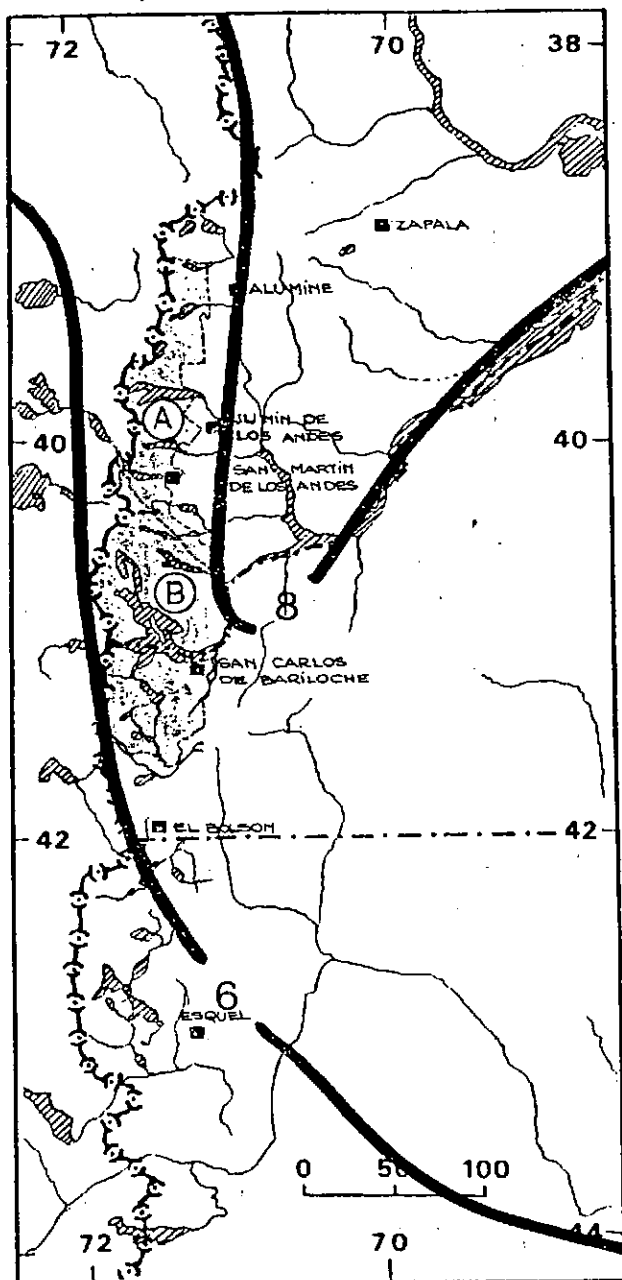 72
70
38
ZAPALA
ALUMINE
A
JUNIN DE
LOS ANDES
40
40
SAN MARTIN
DE LOS ANDES
B
8
SAN CARLOS
DE BARILOCHE
EL BOLSON
42
42
6
ESQUEL
0 50 100
72
70
44